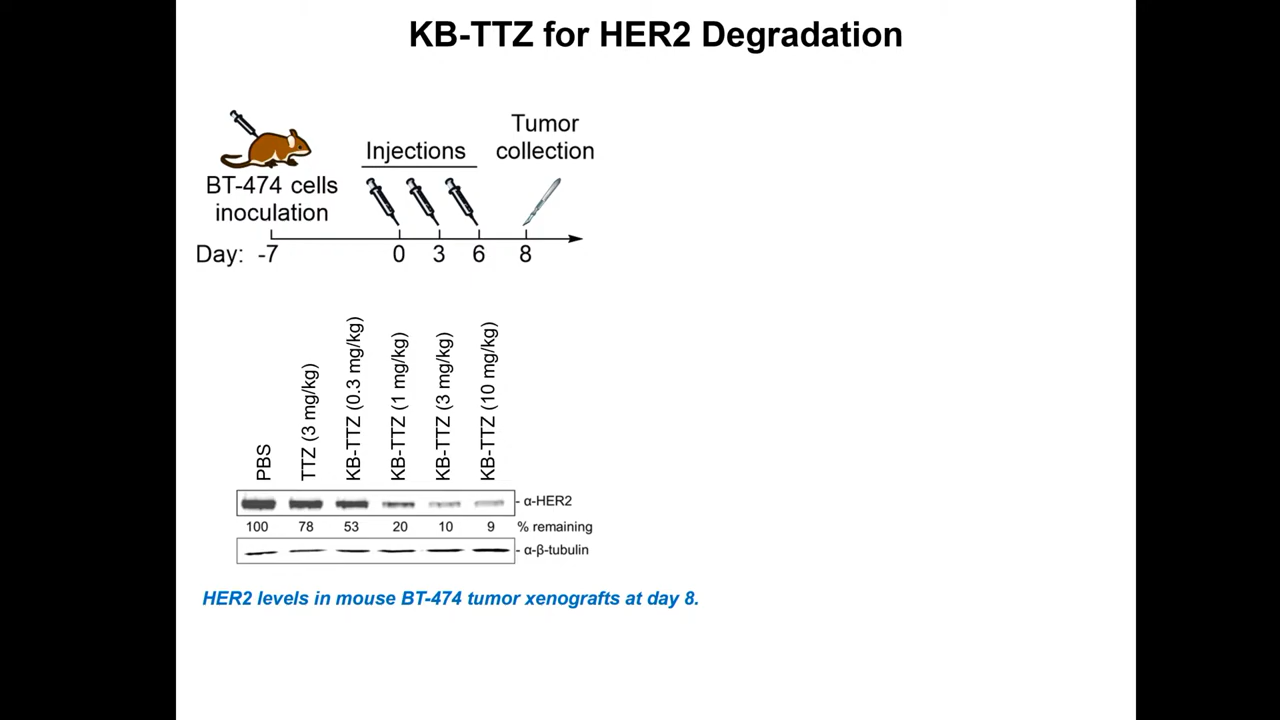 KB-TTZ for HER2 Degradation
Tumor
collection
Injections
BT-474 cells
inoculation
Day: -7 0 3 6 8
PBS
TTZ (3 mg/kg)
KB-TTZ (0.3 mg/kg)
KB-TTZ (1 mg/kg)
KB-TTZ (3 mg/kg)
KB-TTZ (10 mg/kg)
α-HER2
100 78 53 20 10 9 % remaining
α-β-tubulin
HER2 levels in mouse BT-474 tumor xenografts at day 8.